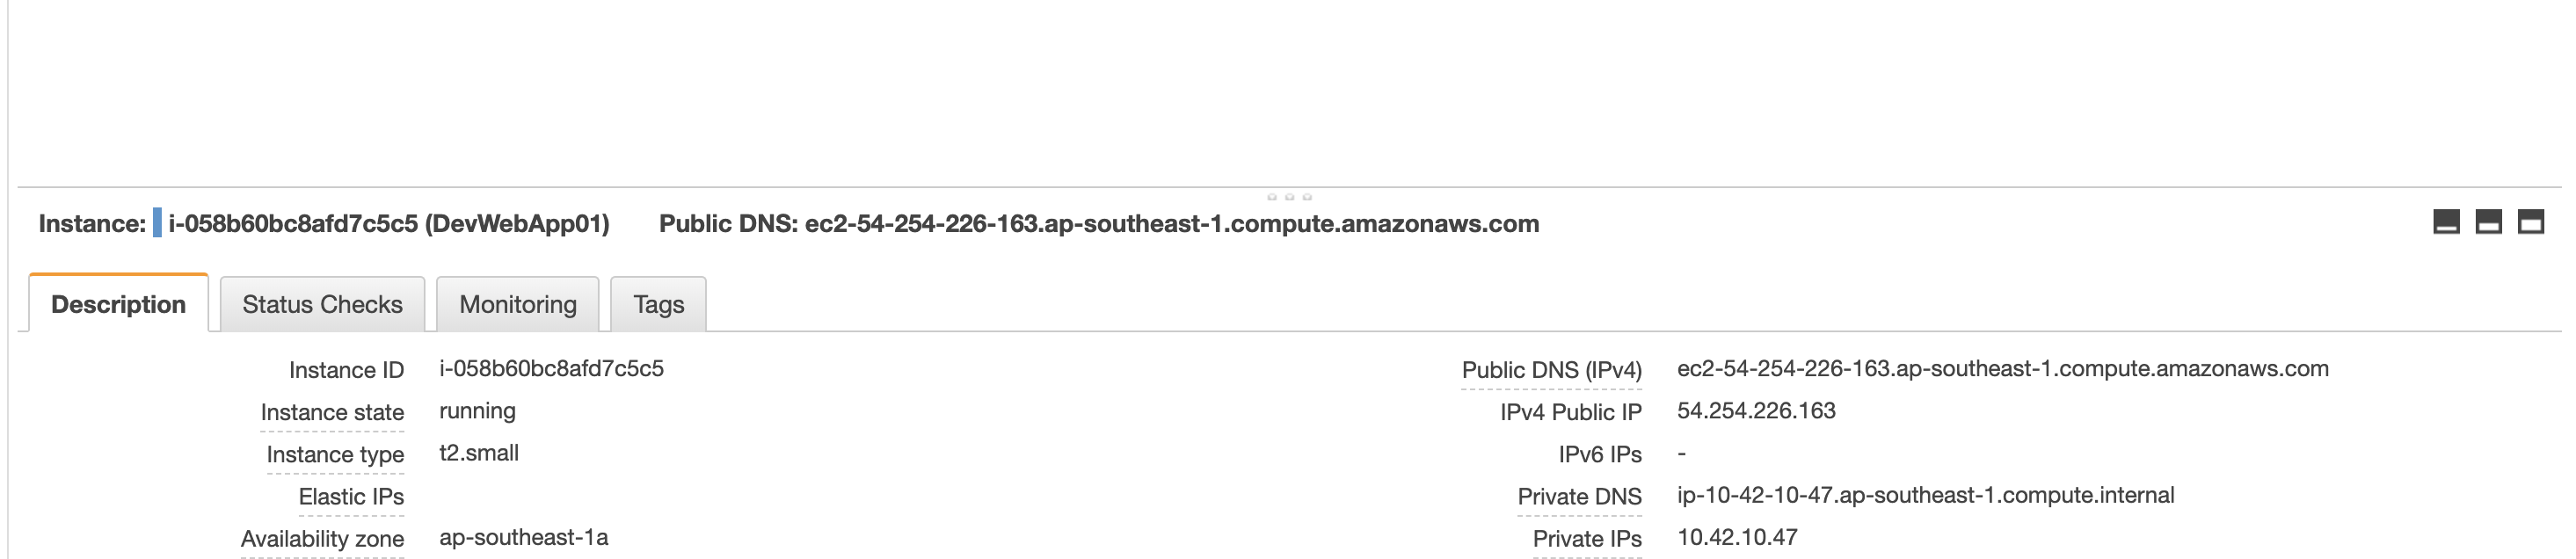 Instance: i-058b60bc8afd7c5c5 (DevWebApp01) Public DNS: ec2-54-254-226-163.ap-southeast-1.compute.amazonaws.com
Description Status Checks Monitoring Tags
Instance ID i-058b60bc8afd7c5c5 Public DNS (IPv4) ec2-54-254-226-163.ap-southeast-1.compute.amazonaws.com
Instance state running IPv4 Public IP 54.254.226.163
Instance type t2.small IPv6 IPs -
Elastic IPs Private DNS ip-10-42-10-47.ap-southeast-1.compute.internal
Availability zone ap-southeast-1a Private IPs 10.42.10.47